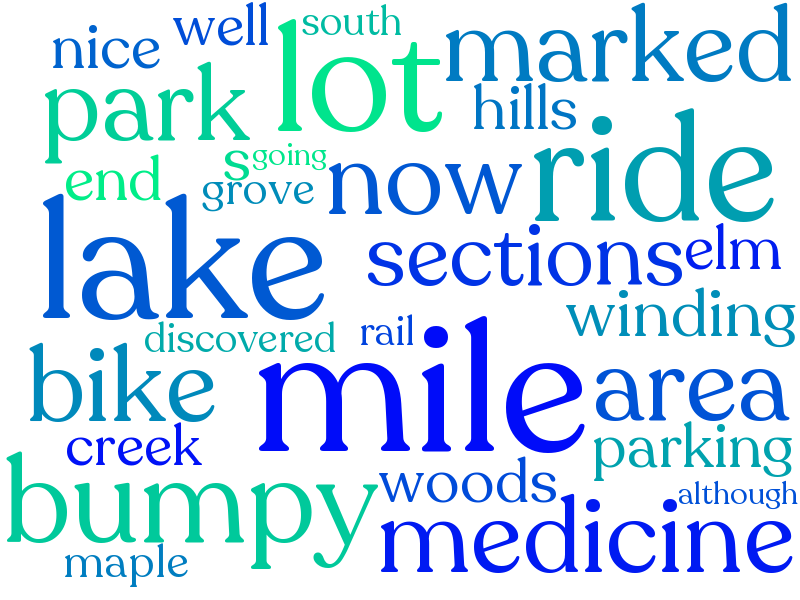 nice well south lot marked
park hills
end s going grove now ride
lake sections elm
discovered rail winding
bike mile area
creek parking
bumpy woods although
maple medicine